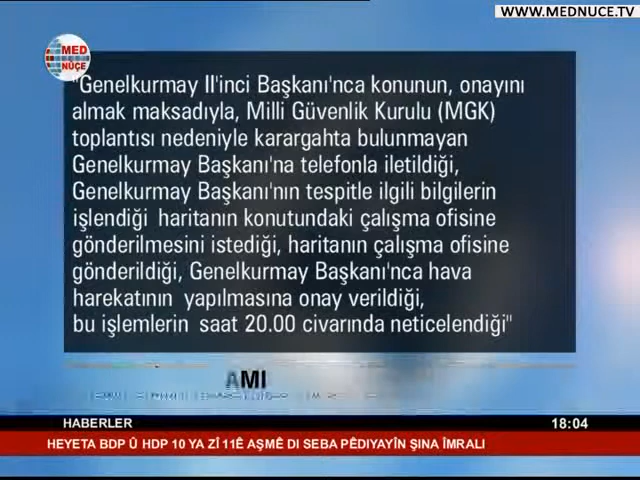 WWW.MEDNUCE.TV
MED
NÛÇE
"Genelkurmay II'inci Başkanı'nca konunun, onayını
almak maksadıyla, Milli Güvenlik Kurulu (MGK)
toplantısı nedeniyle karargahta bulunmayan
Genelkurmay Başkanı'na telefonla iletildiği,
Genelkurmay Başkanı'nın tespitle ilgili bilgilerin
işlendiği haritanın konutundaki çalışma ofisine
gönderilmesini istediği, haritanın çalışma ofisine
gönderildiği, Genelkurmay Başkanı'nca hava
harekatının yapılmasına onay verildiği,
bu işlemlerin saat 20.00 civarında neticelendiği"
AMI
HABERLER
18:04
HEYETA BDP Û HDP 10 YA ZÎ 11Ê AŞMÊ DI SEBA PÊDIYAYÎN ŞINA ÎMRALI